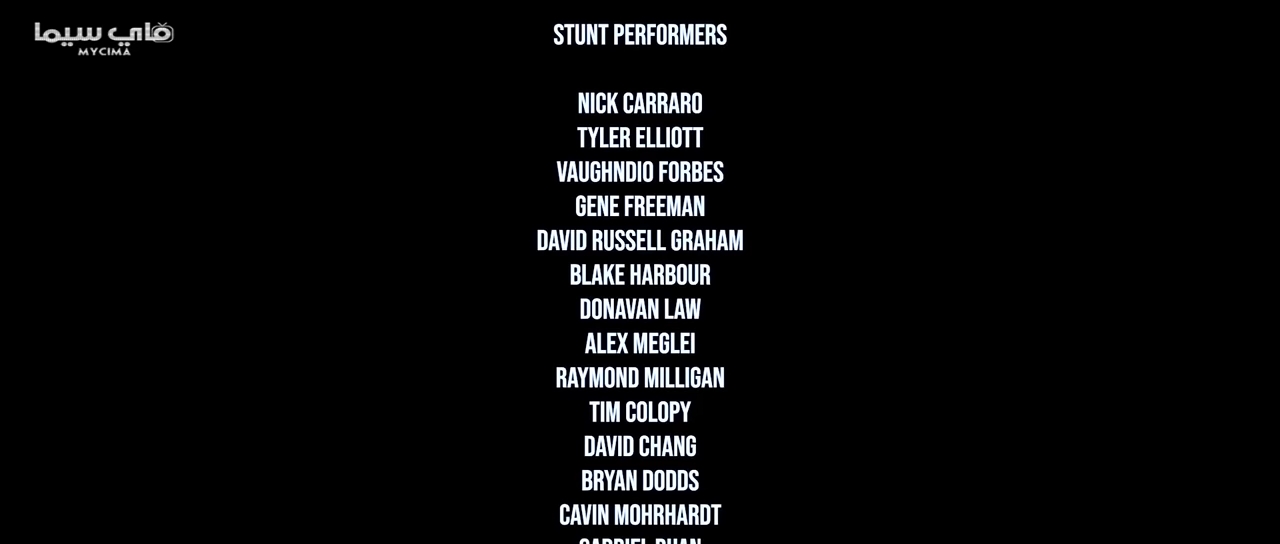 ماي سيما
MYCIMA
STUNT PERFORMERS
NICK CARRARO
TYLER ELLIOTT
VAUGHNDIO FORBES
GENE FREEMAN
DAVID RUSSELL GRAHAM
BLAKE HARBOUR
DONAVAN LAW
ALEX MEGLEI
RAYMOND MILLIGAN
TIM COLOPY
DAVID CHANG
BRYAN DODDS
CAVIN MOHRHARDT